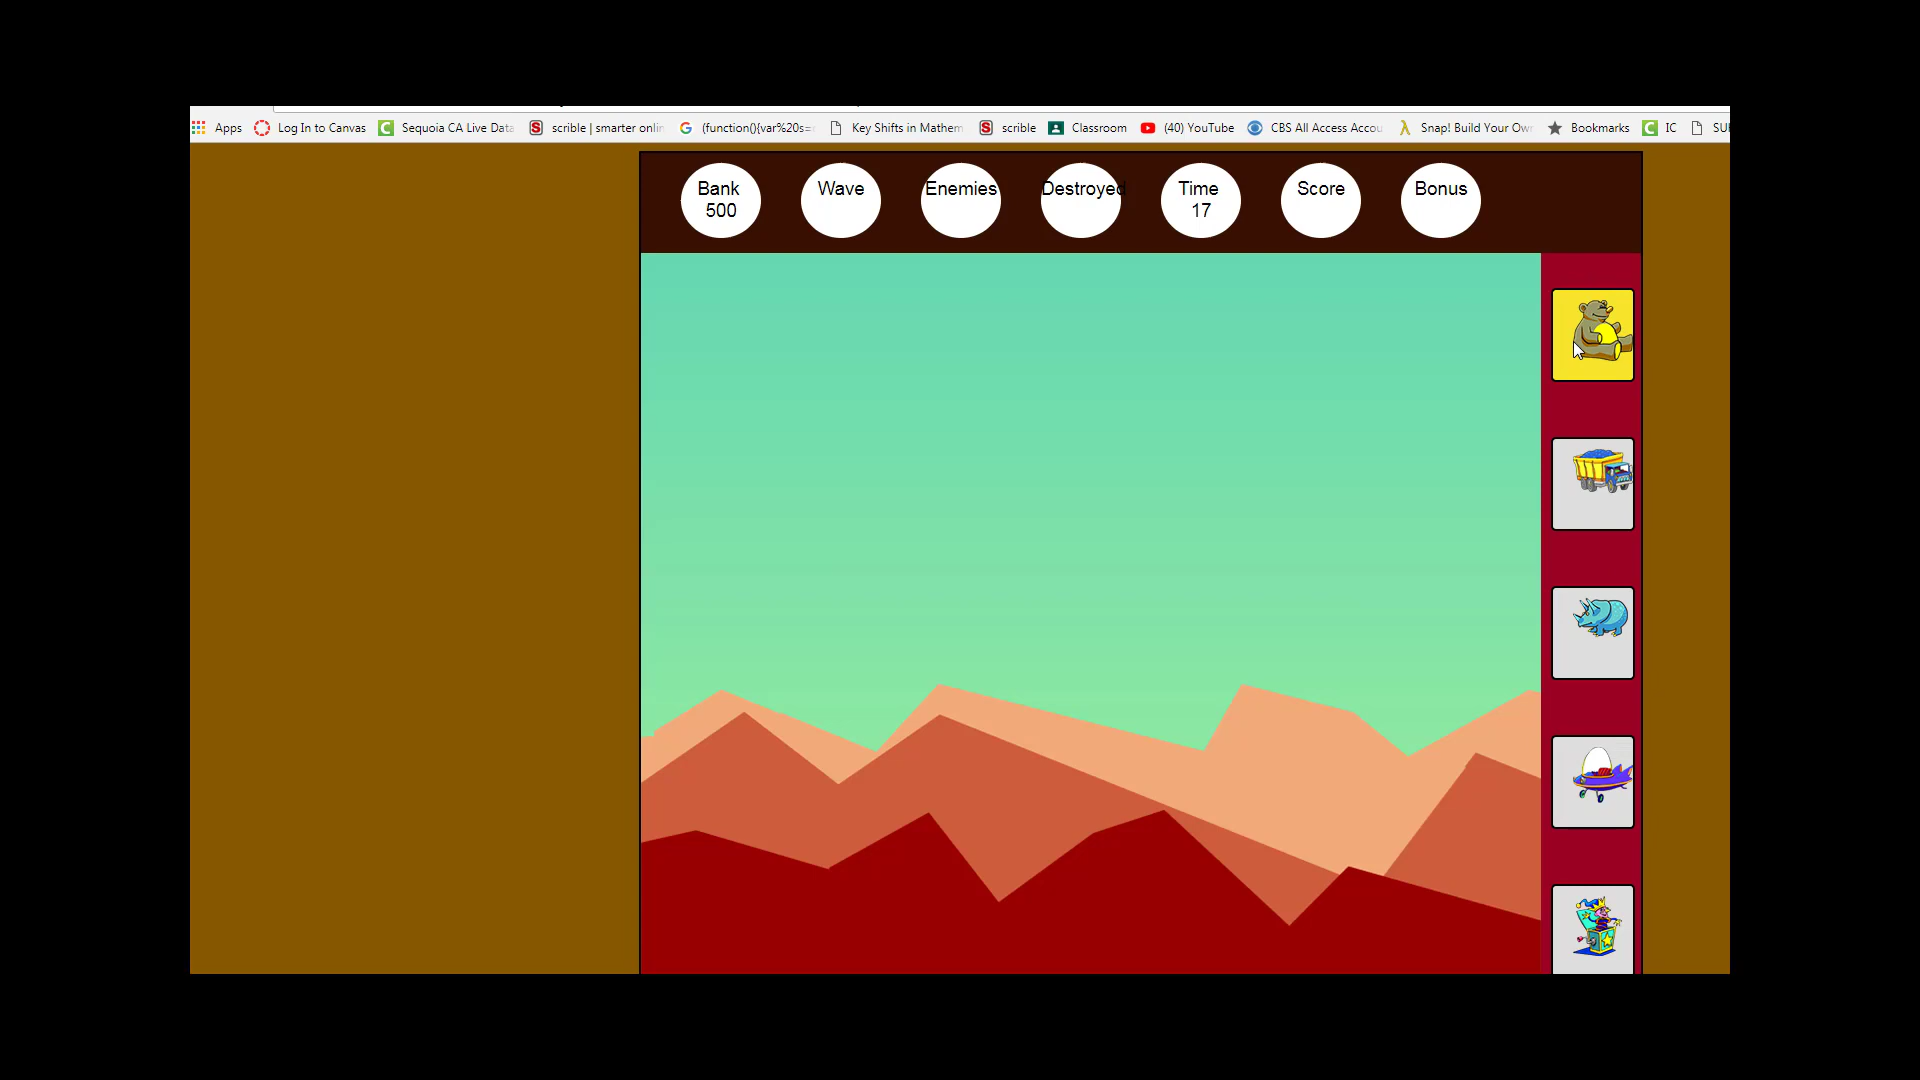 Apps Log In to Canvas Sequoia CA Live Data scrible | smarter onlin (function(){var%20s= Key Shifts in Mathem scrible Classroom (40) YouTube CBS All Access Accou Snap! Build Your Own Bookmarks IC SUI
Bank Wave Enemies Destroyed Time Score Bonus
500 17